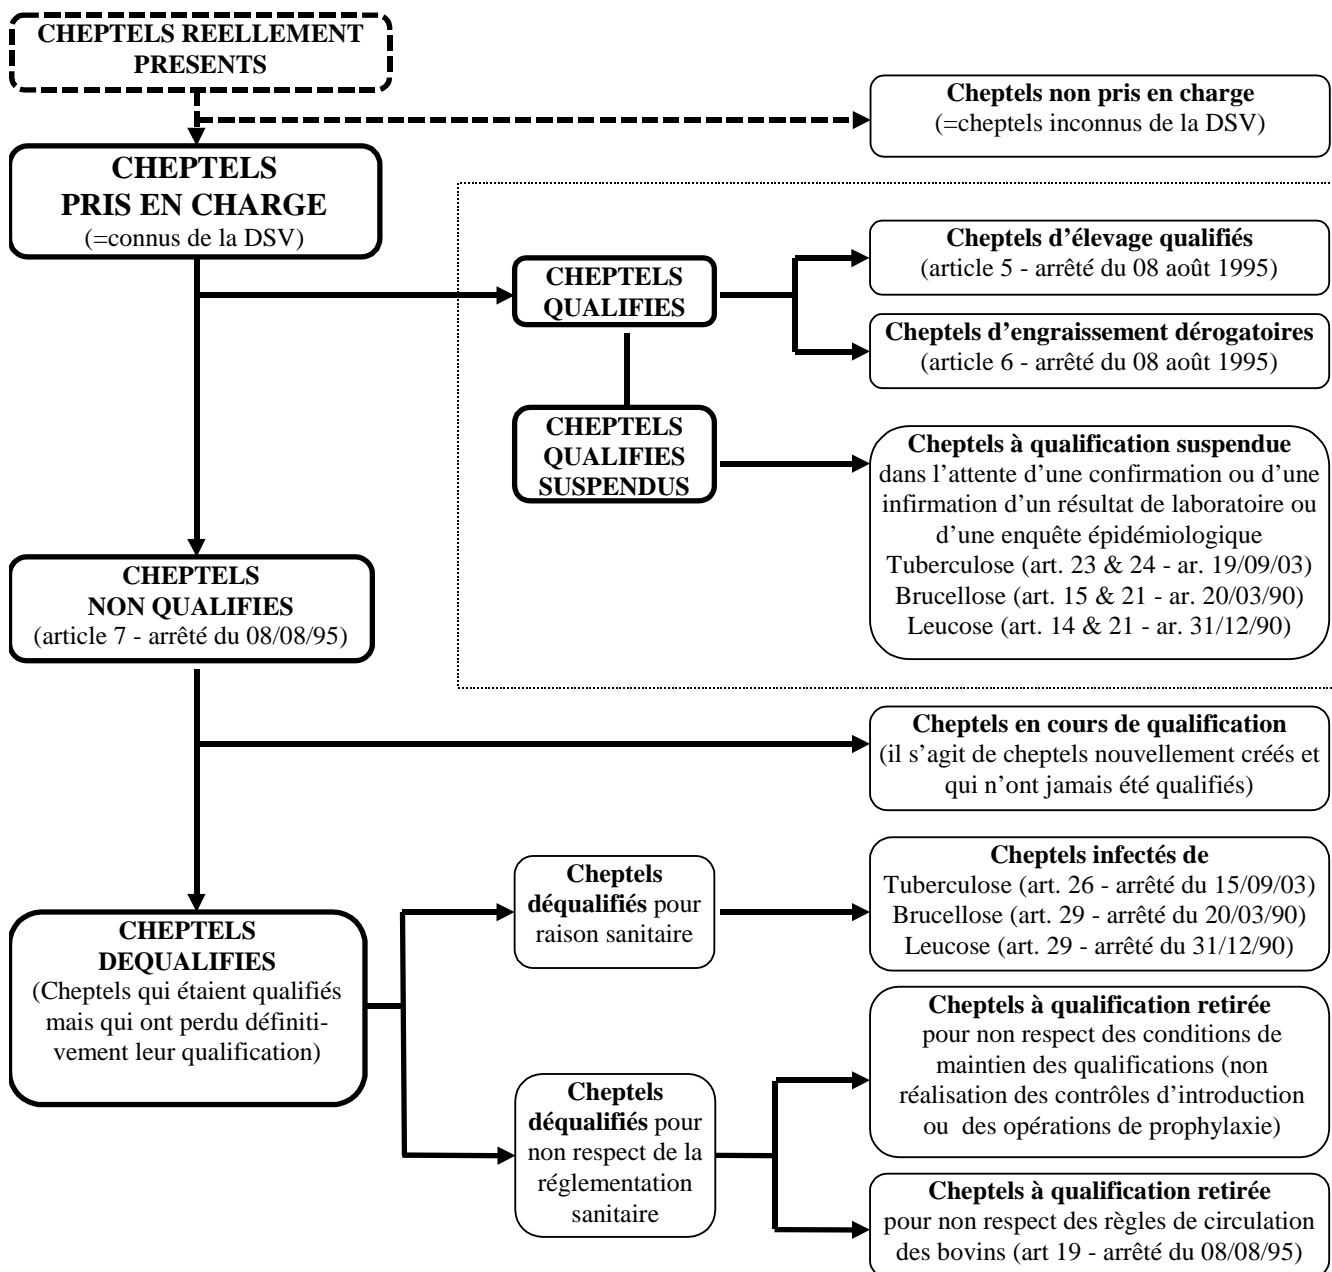 CHEPTELS REELLEMENT
PRESENTS
Cheptels non pris en charge
(=cheptels inconnus de la DSV)
CHEPTELS
PRIS EN CHARGE
(=connus de la DSV)
Cheptels d’élevage qualifiés
(article 5 - arrêté du 08 août 1995)
CHEPTELS
QUALIFIES
Cheptels d’engraissement dérogatoires
(article 6 - arrêté du 08 août 1995)
CHEPTELS
QUALIFIES
SUSPENDUS
Cheptels à qualification suspendue
dans l’attente d’une confirmation ou d’une
infirmation d’un résultat de laboratoire ou
d’une enquête épidémiologique
Tuberculose (art. 23 & 24 - ar. 19/09/03)
Brucellose (art. 15 & 21 - ar. 20/03/90)
Leucose (art. 14 & 21 - ar. 31/12/90)
CHEPTELS
NON QUALIFIES
(article 7 - arrêté du 08/08/95)
Cheptels en cours de qualification
(il s’agit de cheptels nouvellement créés et
qui n’ont jamais été qualifiés)
Cheptels
déqualifiés pour
raison sanitaire
Cheptels infectés de
Tuberculose (art. 26 - arrêté du 15/09/03)
Brucellose (art. 29 - arrêté du 20/03/90)
Leucose (art. 29 - arrêté du 31/12/90)
CHEPTELS
DEQUALIFIES
(Cheptels qui étaient qualifiés
mais qui ont perdu définiti-
vement leur qualification)
Cheptels à qualification retirée
pour non respect des conditions de
maintien des qualifications (non
réalisation des contrôles d’introduction
ou des opérations de prophylaxie)
Cheptels
déqualifiés pour
non respect de la
réglementation
sanitaire
Cheptels à qualification retirée
pour non respect des règles de circulation
des bovins (art 19 - arrêté du 08/08/95)